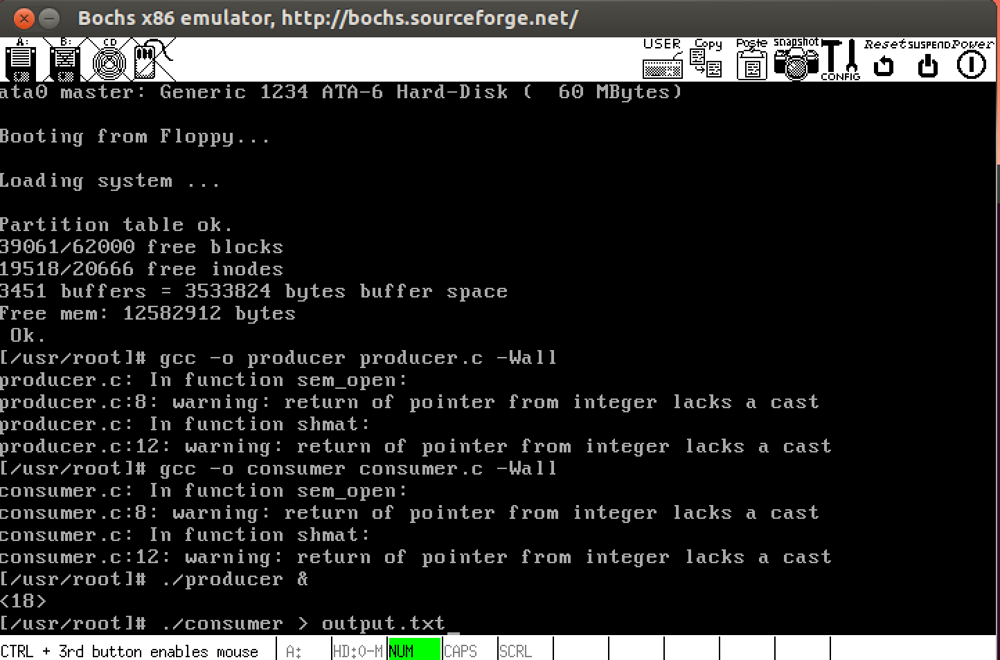 Bochs x86 emulator, http://bochs.sourceforge.net/
A: B: CD USER Copy Paste snapshot CONFIG Reset SUSPEND Power
ata0 master: Generic 1234 ATA-6 Hard-Disk (  60 MBytes)
Booting from Floppy...
Loading system ...
Partition table ok.
39061/62000 free blocks
19518/20666 free inodes
3451 buffers = 3533824 bytes buffer space
Free mem: 12582912 bytes
Ok.
[/usr/root]# gcc -o producer producer.c -Wall
producer.c: In function sem_open:
producer.c:8: warning: return of pointer from integer lacks a cast
producer.c: In function shmat:
producer.c:12: warning: return of pointer from integer lacks a cast
[/usr/root]# gcc -o consumer consumer.c -Wall
consumer.c: In function sem_open:
consumer.c:8: warning: return of pointer from integer lacks a cast
consumer.c: In function shmat:
consumer.c:12: warning: return of pointer from integer lacks a cast
[/usr/root]# ./producer &
<18>
[/usr/root]# ./consumer > output.txt_
CTRL + 3rd button enables mouse A: HD:0-M NUM CAPS SCRL